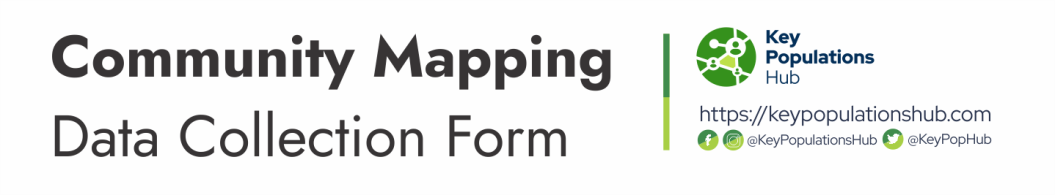 Community Mapping
Data Collection Form
Key
Populations
Hub
https://keypopulationshub.com
@KeyPopulationsHub @KeyPopHub